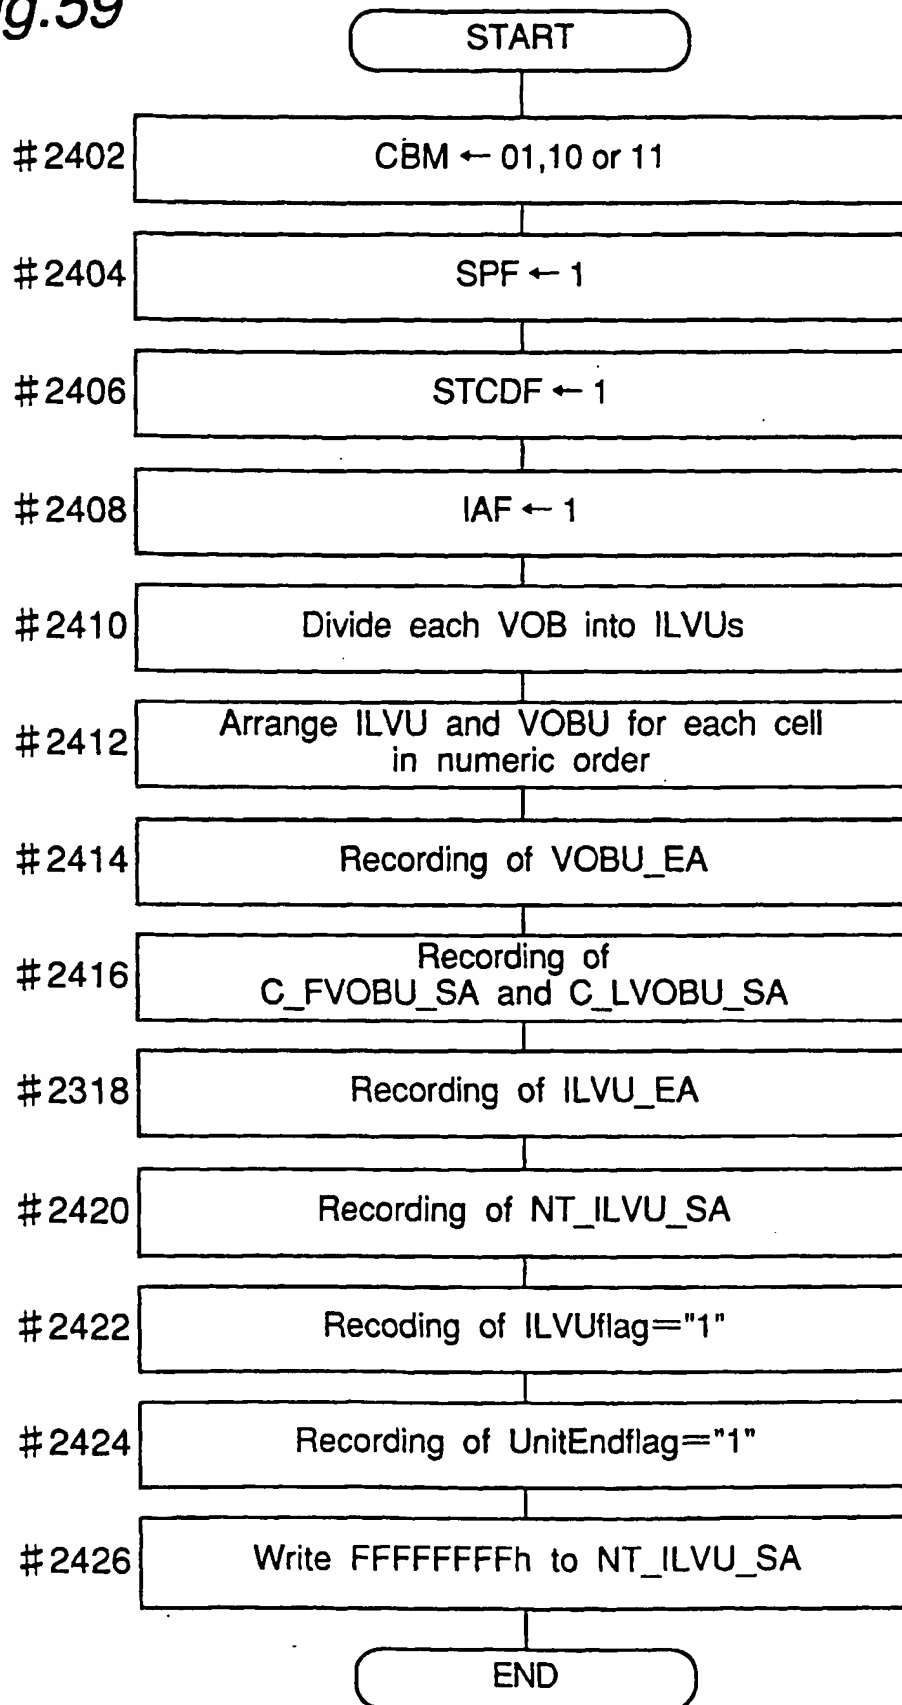 g.59
START
#2402 CBM ← 01,10 or 11
#2404 SPF ← 1
#2406 STCDF ← 1
#2408 IAF ← 1
#2410 Divide each VOB into ILVUs
#2412 Arrange ILVU and VOBU for each cell
in numeric order
#2414 Recording of VOBU_EA
#2416 Recording of
C_FVOBU_SA and C_LVOBU_SA
#2318 Recording of ILVU_EA
#2420 Recording of NT_ILVU_SA
#2422 Recoding of ILVUflag="1"
#2424 Recording of UnitEndflag="1"
#2426 Write FFFFFFFFh to NT_ILVU_SA
END